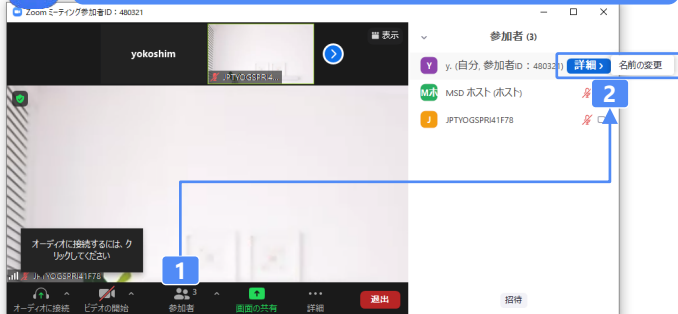 Zoom ミーティング参加者ID：480321
yokoshim
表示
JPTYOGSPRI4...
参加者 (3)
Y
y. (自分, 参加者ID：480321)
詳細 >
名前の変更
Mホ
MSD ホスト (ホスト)
2
J
JPTYOGSPRI41F78
オーディオに接続するには、ク
リックしてください
JPTYOGSPRI41F78
1
3
オーディオに接続
ビデオの開始
参加者
画面の共有
詳細
退出
招待